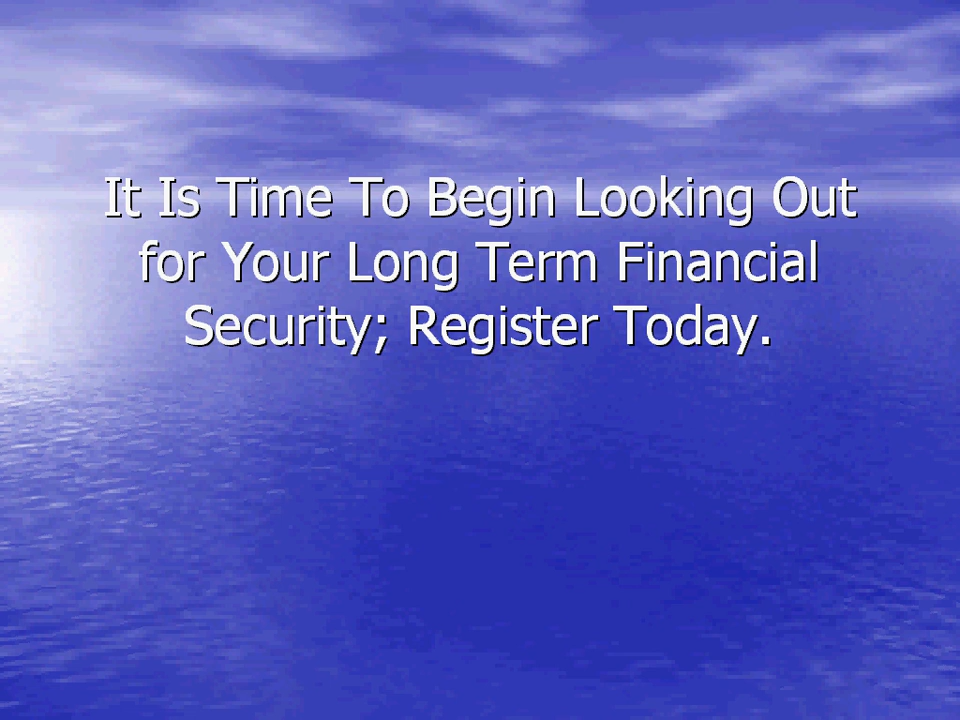 It Is Time To Begin Looking Out
for Your Long Term Financial
Security; Register Today.